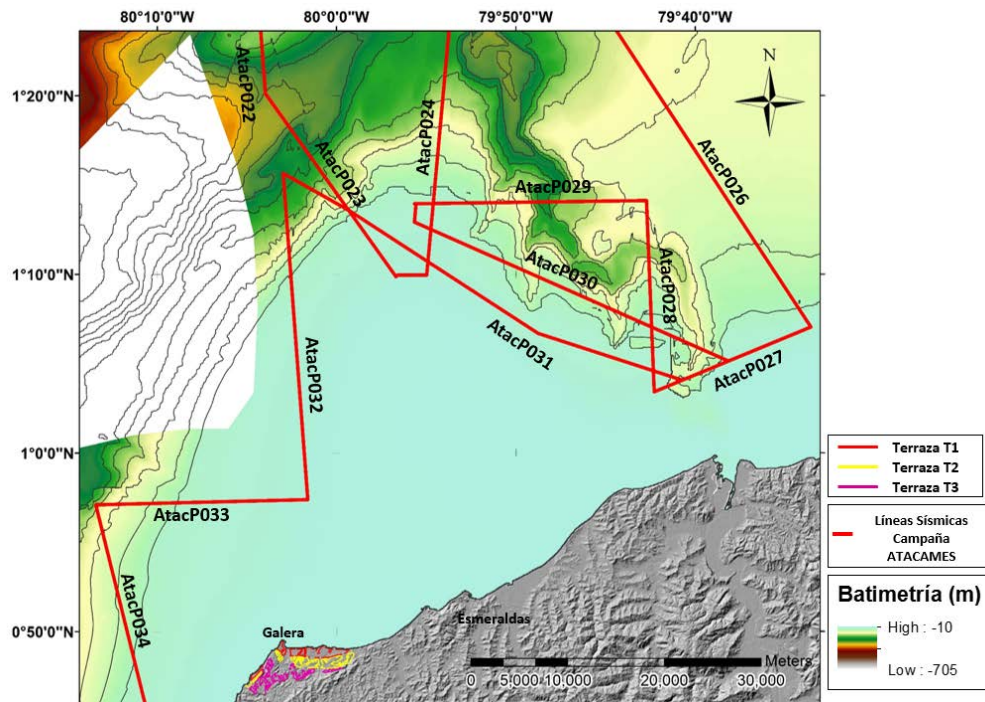 80°10'0"W 80°00'0"W 79°50'0"W 79°40'0"W
N
1°20'0"N
1°10'0"N
1°0'0"N
0°50'0"N
AtacP022
AtacP023
AtacP024
AtacP026
AtacP029
AtacP030
AtacP028
AtacP031
AtacP027
AtacP032
AtacP033
AtacP034
Galera
Esmeraldas
Meters
0 5,000 10,000 20,000 30,000
Terraza T1
Terraza T2
Terraza T3
Líneas Sísmicas
Campaña
ATACAMES
Batimetría (m)
High : -10
Low : -705